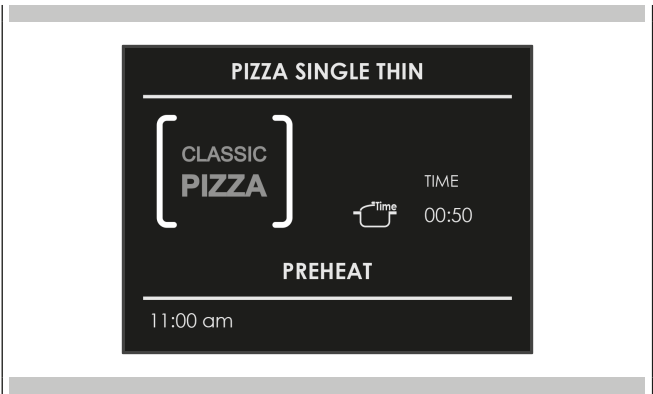 PIZZA SINGLE THIN
CLASSIC
PIZZA
TIME
Time
00:50
PREHEAT
11:00 am